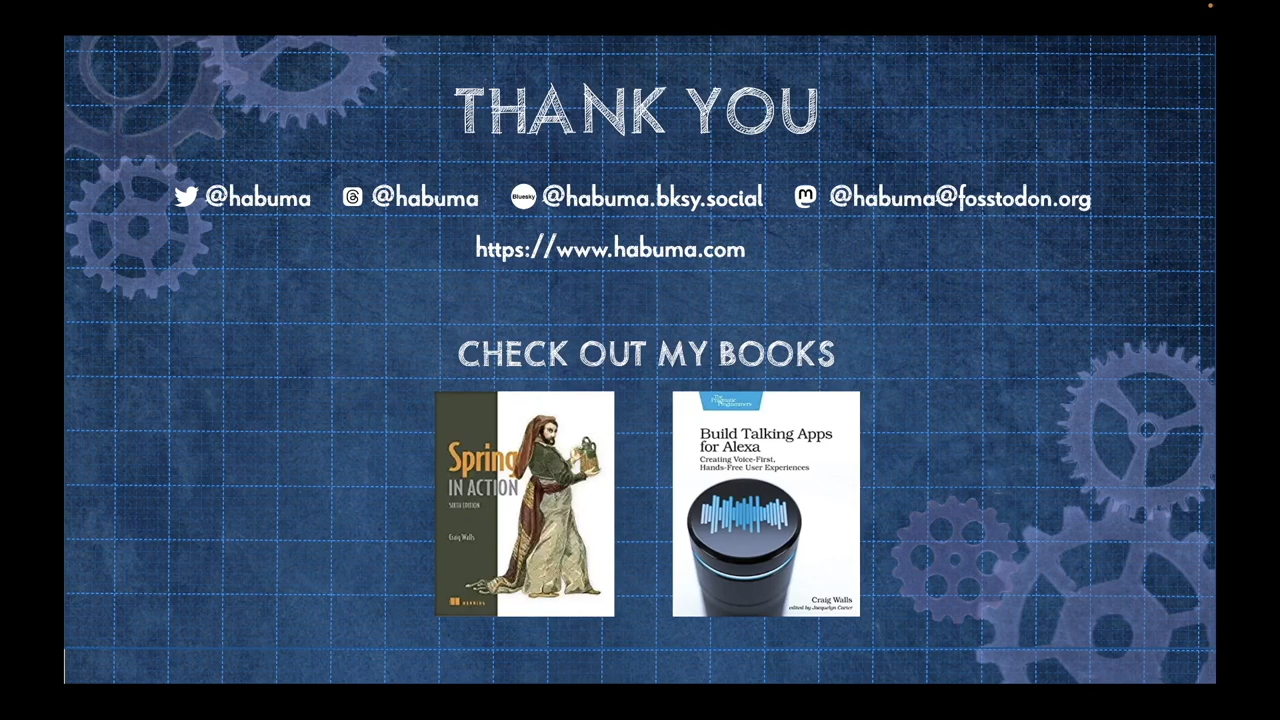 THANK YOU
@habuma @habuma Bluesky @habuma.bksy.social m @habuma@fosstodon.org
https://www.habuma.com
CHECK OUT MY BOOKS
Spring
IN ACTION
SIXTH EDITION
Craig Walls
MANNING
The
Pragmatic
Programmers
Build Talking Apps
for Alexa
Creating Voice-First,
Hands-Free User Experiences
Craig Walls
edited by Jacquelyn Carter